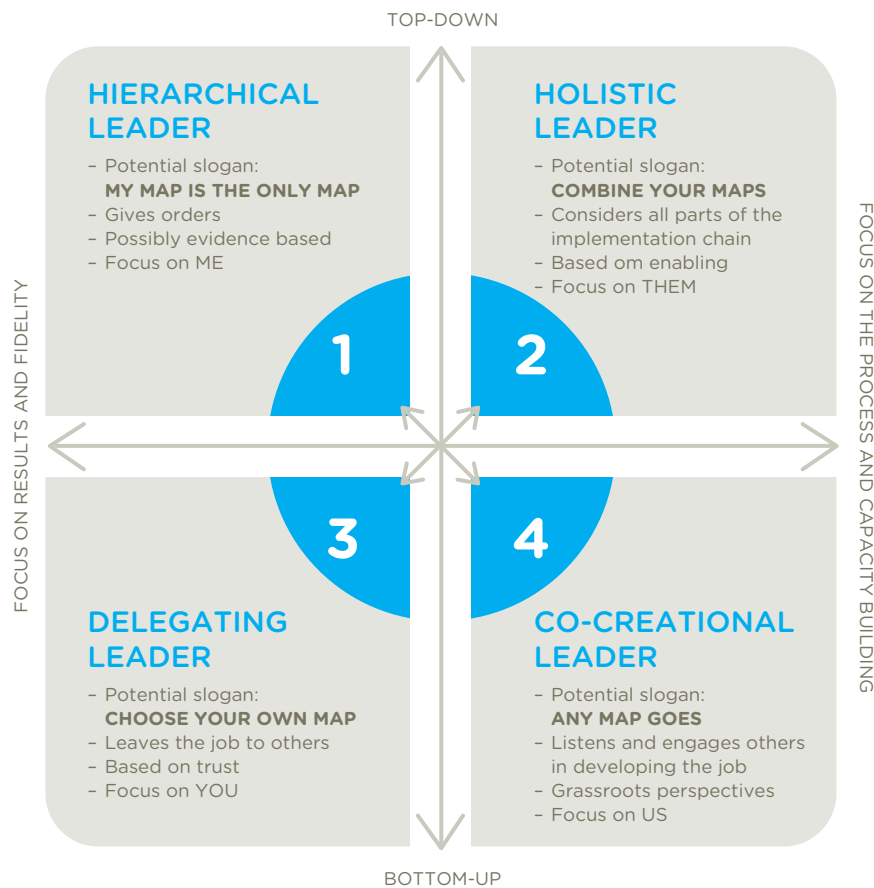 TOP-DOWN
HIERARCHICAL
LEADER
– Potential slogan:
MY MAP IS THE ONLY MAP
– Gives orders
– Possibly evidence based
– Focus on ME
1
HOLISTIC
LEADER
– Potential slogan:
COMBINE YOUR MAPS
– Considers all parts of the
implementation chain
– Based om enabling
– Focus on THEM
2
FOCUS ON RESULTS AND FIDELITY
FOCUS ON THE PROCESS AND CAPACITY BUILDING
3
DELEGATING
LEADER
– Potential slogan:
CHOOSE YOUR OWN MAP
– Leaves the job to others
– Based on trust
– Focus on YOU
4
CO-CREATIONAL
LEADER
– Potential slogan:
ANY MAP GOES
– Listens and engages others
in developing the job
– Grassroots perspectives
– Focus on US
BOTTOM-UP